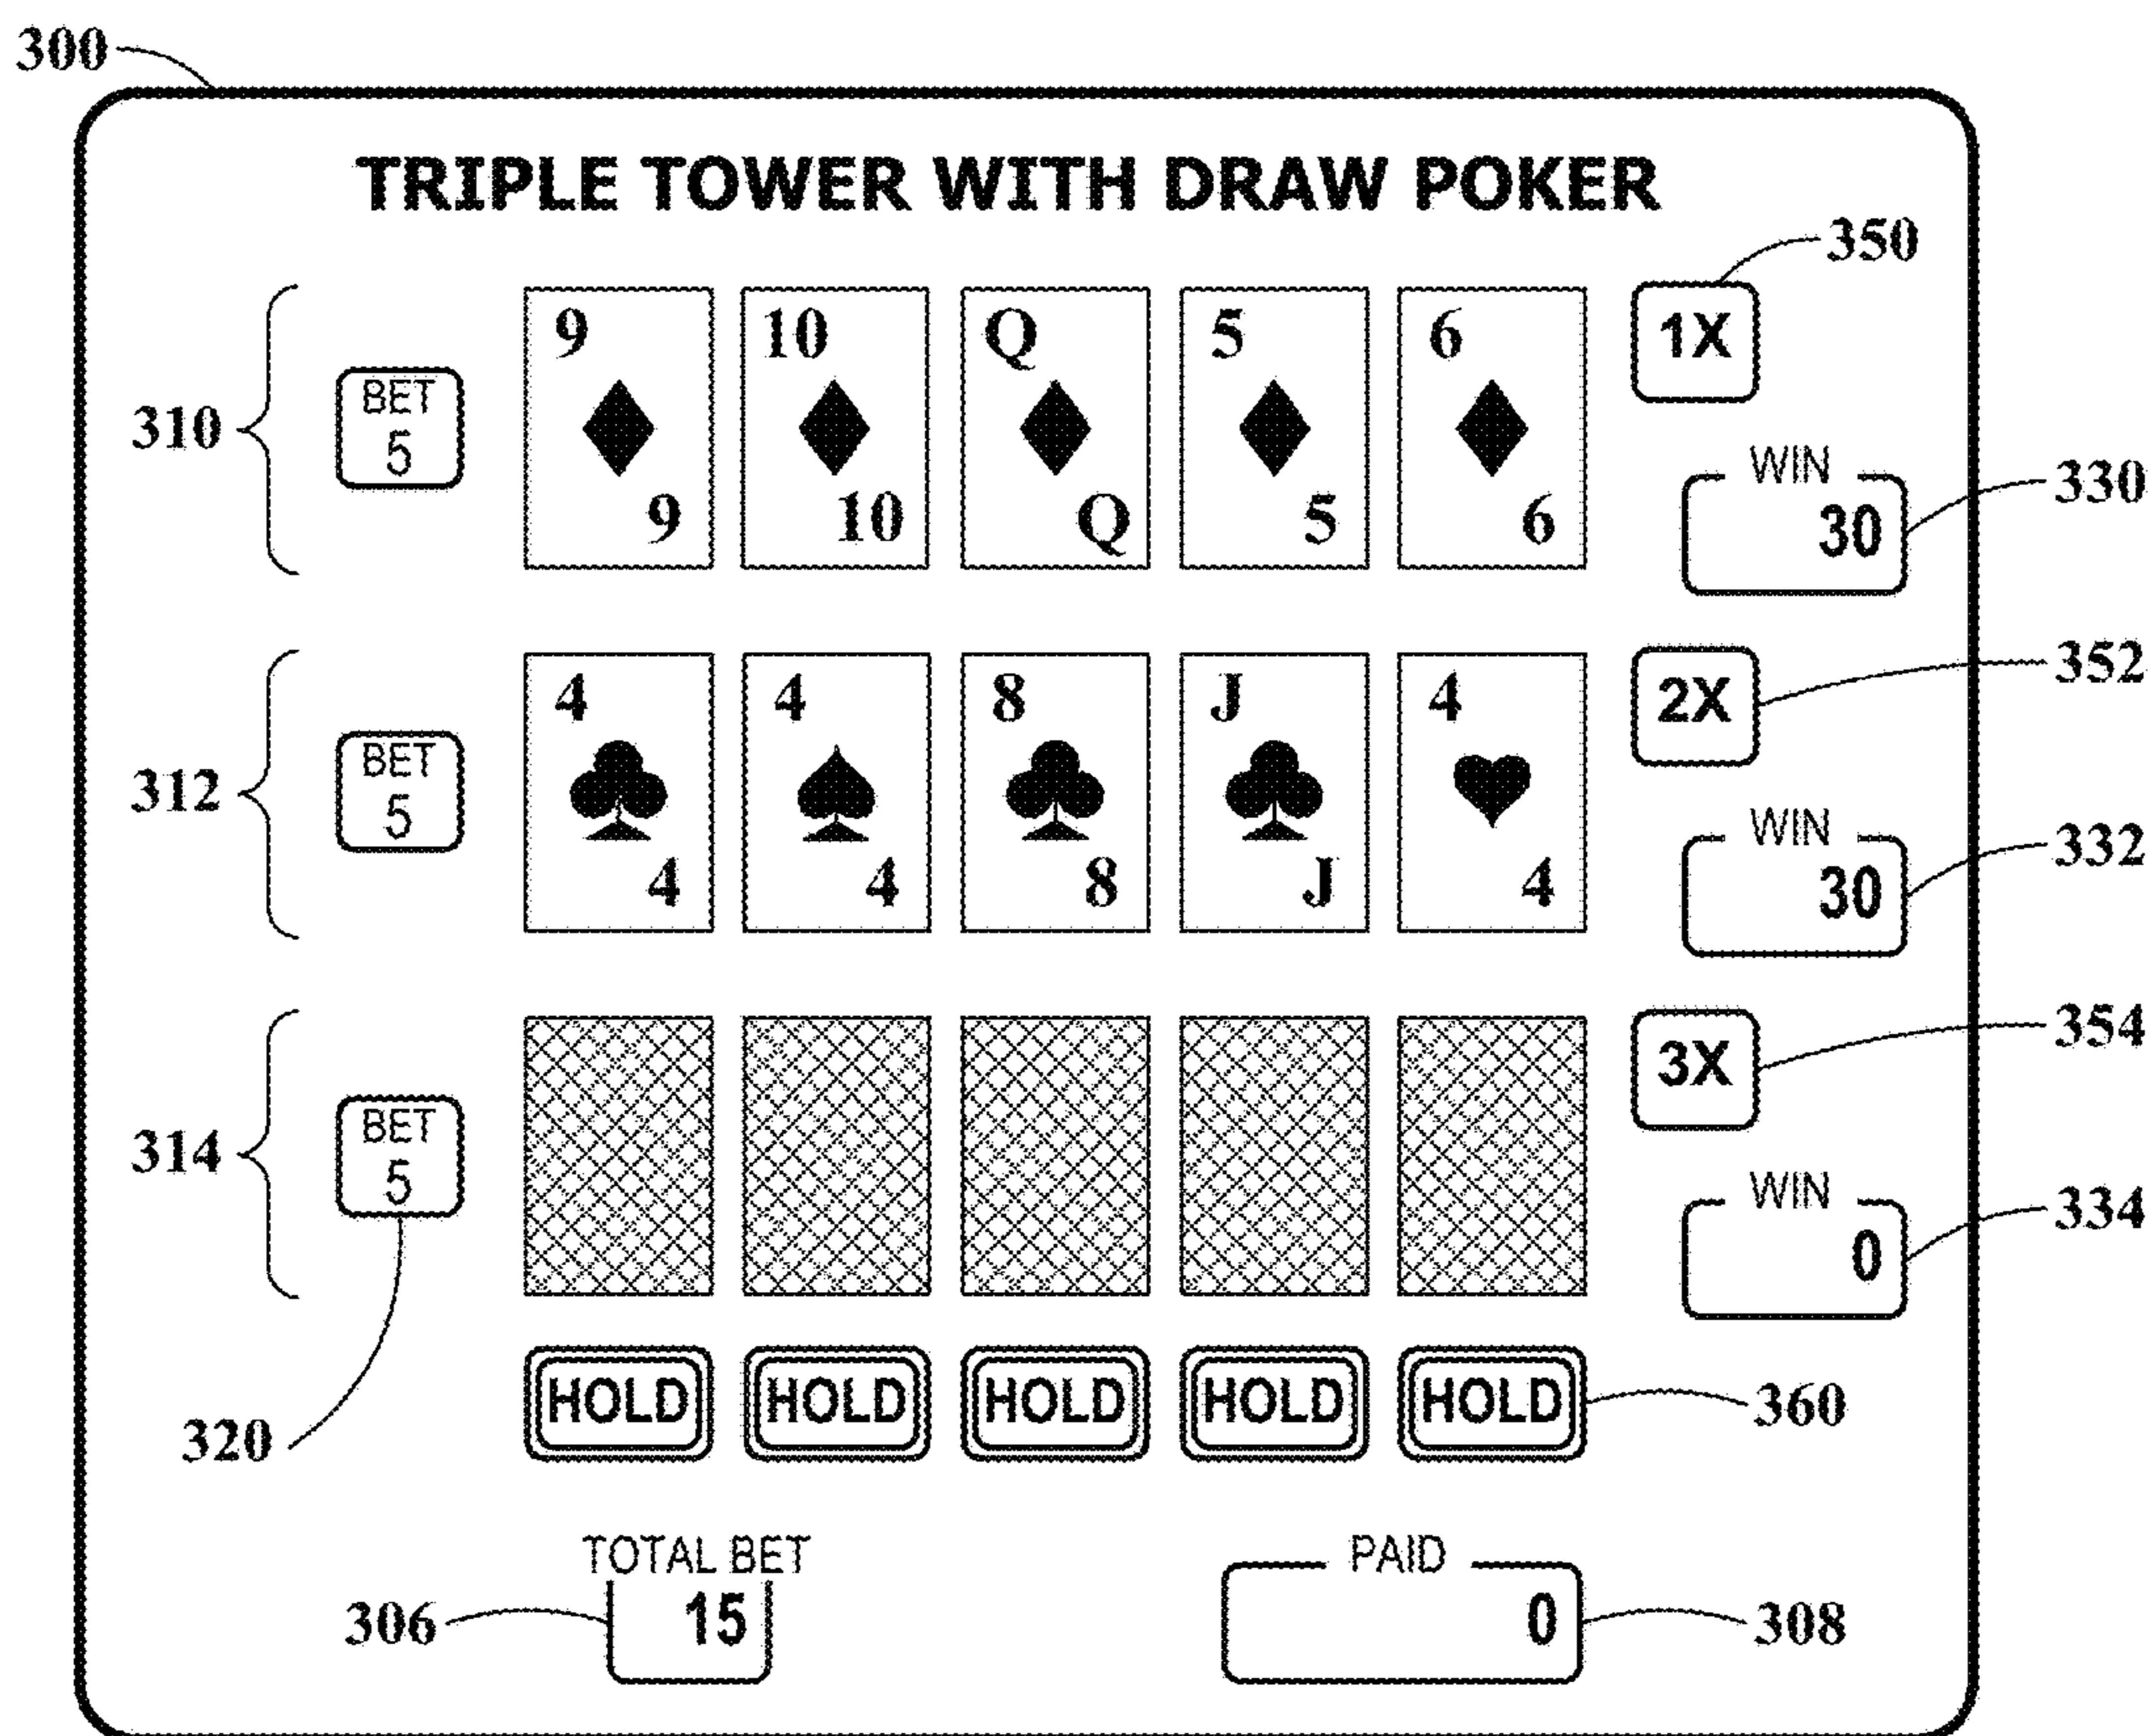 300
TRIPLE TOWER WITH DRAW POKER
350
9 10 Q 5 6 1X
310 BET 5
WIN 330
30
9 10 Q 5 6
352
4 4 8 J 4 2X
312 BET 5
WIN 332
30
4 4 8 J 4
354
3X
314 BET 5
WIN 334
0
HOLD HOLD HOLD HOLD HOLD 360
320
TOTAL BET PAID
306 15 0 308